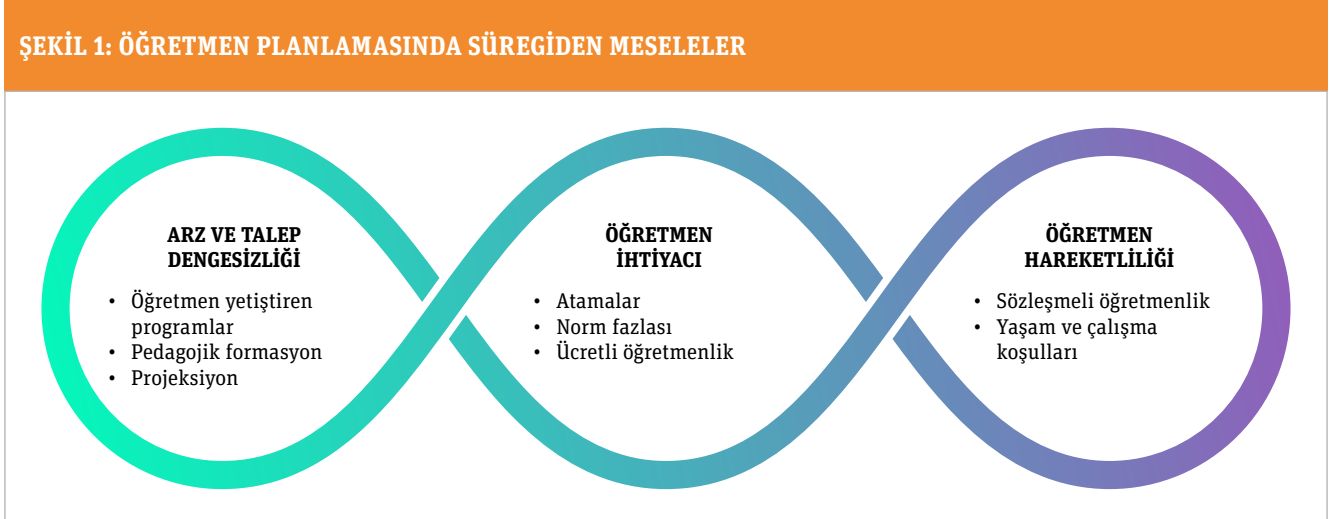 ŞEKİL 1: ÖĞRETMEN PLANLAMASINDA SÜREGİDEN MESELELER
ARZ VE TALEP
DENGESİZLİĞİ
• Öğretmen yetiştiren
programlar
• Pedagojik formasyon
• Projeksiyon
ÖĞRETMEN
İHTİYACI
• Atamalar
• Norm fazlası
• Ücretli öğretmenlik
ÖĞRETMEN
HAREKETLİLİĞİ
• Sözleşmeli öğretmenlik
• Yaşam ve çalışma
koşulları